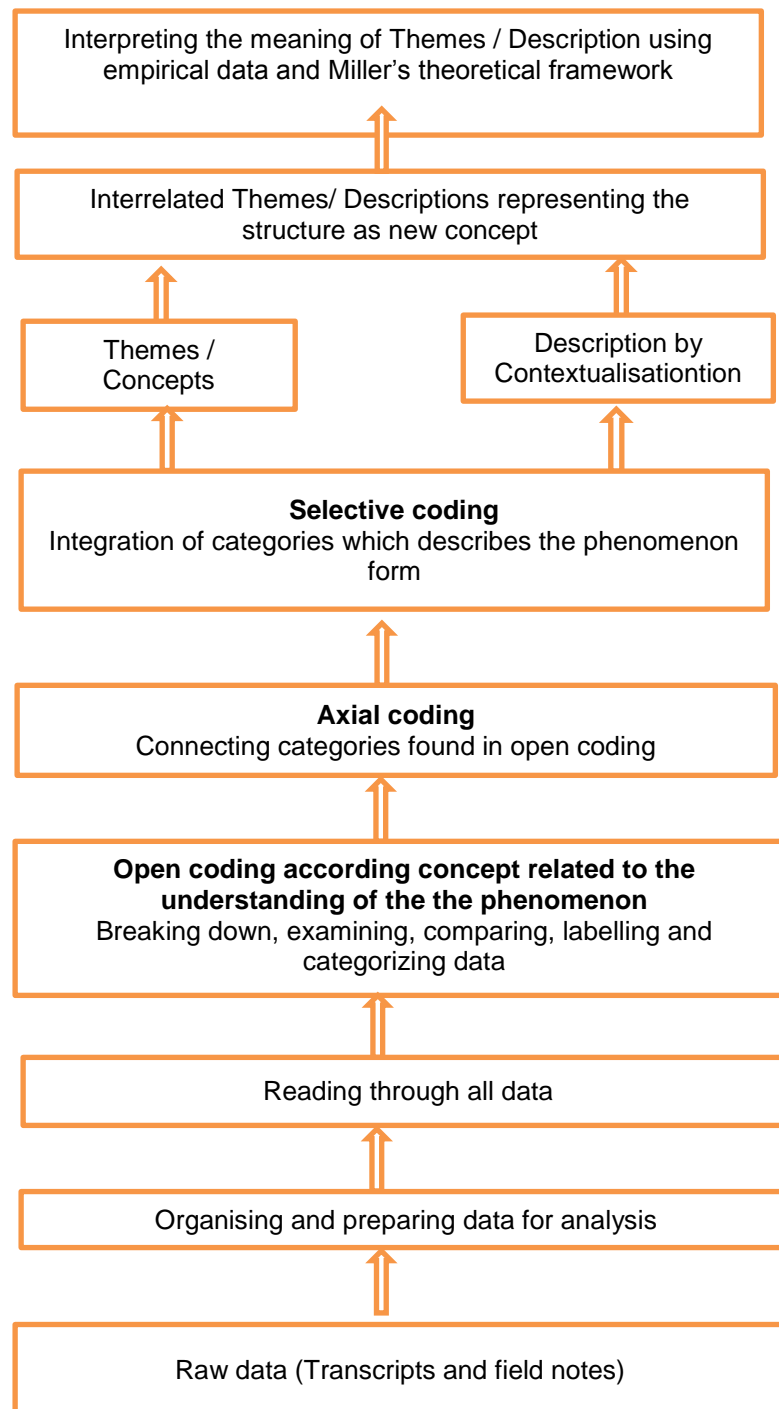 Interpreting the meaning of Themes / Description using
empirical data and Miller’s theoretical framework
Interrelated Themes/ Descriptions representing the
structure as new concept
Themes /
Concepts
Description by
Contextualisationtion
Selective coding
Integration of categories which describes the phenomenon
form
Axial coding
Connecting categories found in open coding
Open coding according concept related to the
understanding of the the phenomenon
Breaking down, examining, comparing, labelling and
categorizing data
Reading through all data
Organising and preparing data for analysis
Raw data (Transcripts and field notes)